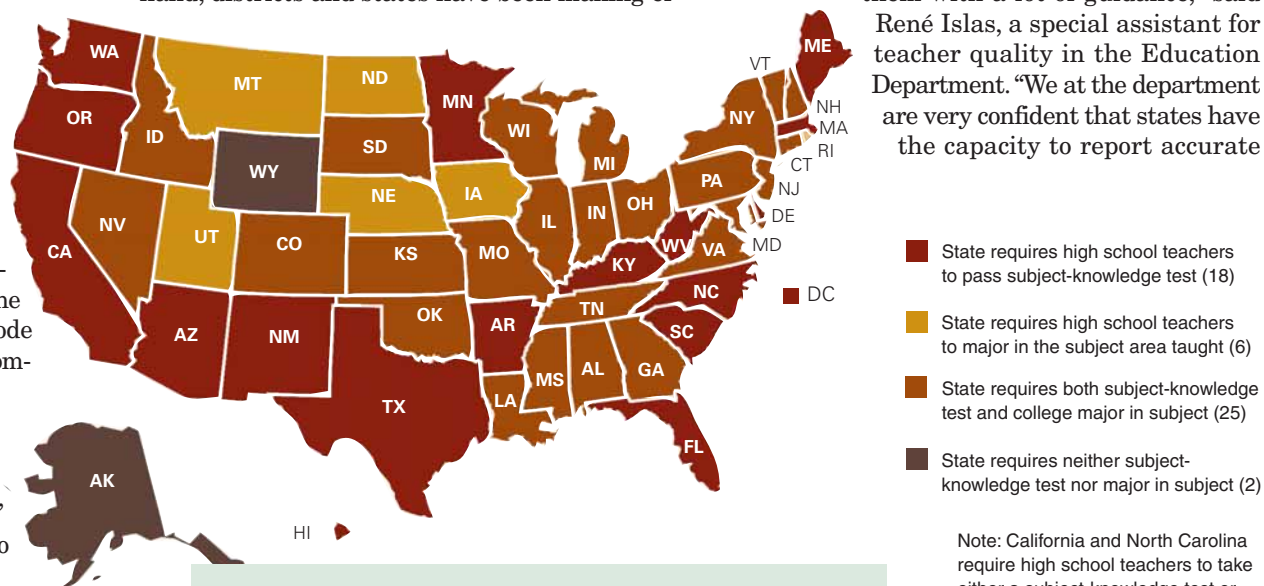 them with a lot of guidance,” said
René Islas, a special assistant for
teacher quality in the Education
Department. “We at the department
are very confident that states have
the capacity to report accurate
WA
OR
CA
ID
NV
MT
WY
UT
AZ
ND
SD
NE
CO
NM
KS
OK
TX
MN
IA
MO
AR
LA
WI
IL
MI
IN
OH
KY
TN
MS
AL
GA
FL
SC
NC
WV
VA
PA
NY
VT
ME
NH
MA
RI
CT
NJ
DE
MD
DC
AK
HI
State requires high school teachers
to pass subject-knowledge test (18)
State requires high school teachers
to major in the subject area taught (6)
State requires both subject-knowledge
test and college major in subject (25)
State requires neither subject-
knowledge test nor major in subject (2)
Note: California and North Carolina
require high school teachers to take